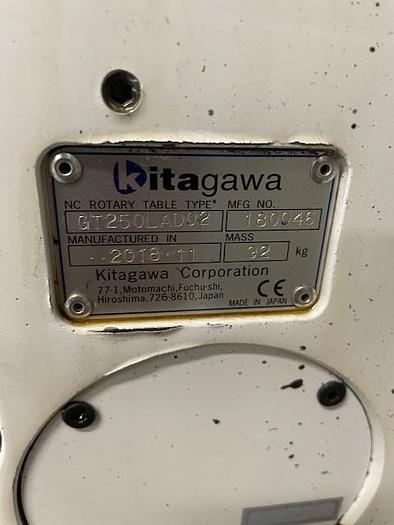 Kitagawa
NC ROTARY TABLE TYPE MFG NO.
GT250LAD02 180046
MANUFACTURED IN MASS
2018.11 92 kg
Kitagawa Corporation
77-1, Motomachi, Fuchu-shi,
Hiroshima, 726-8610, Japan
CE
MADE IN JAPAN